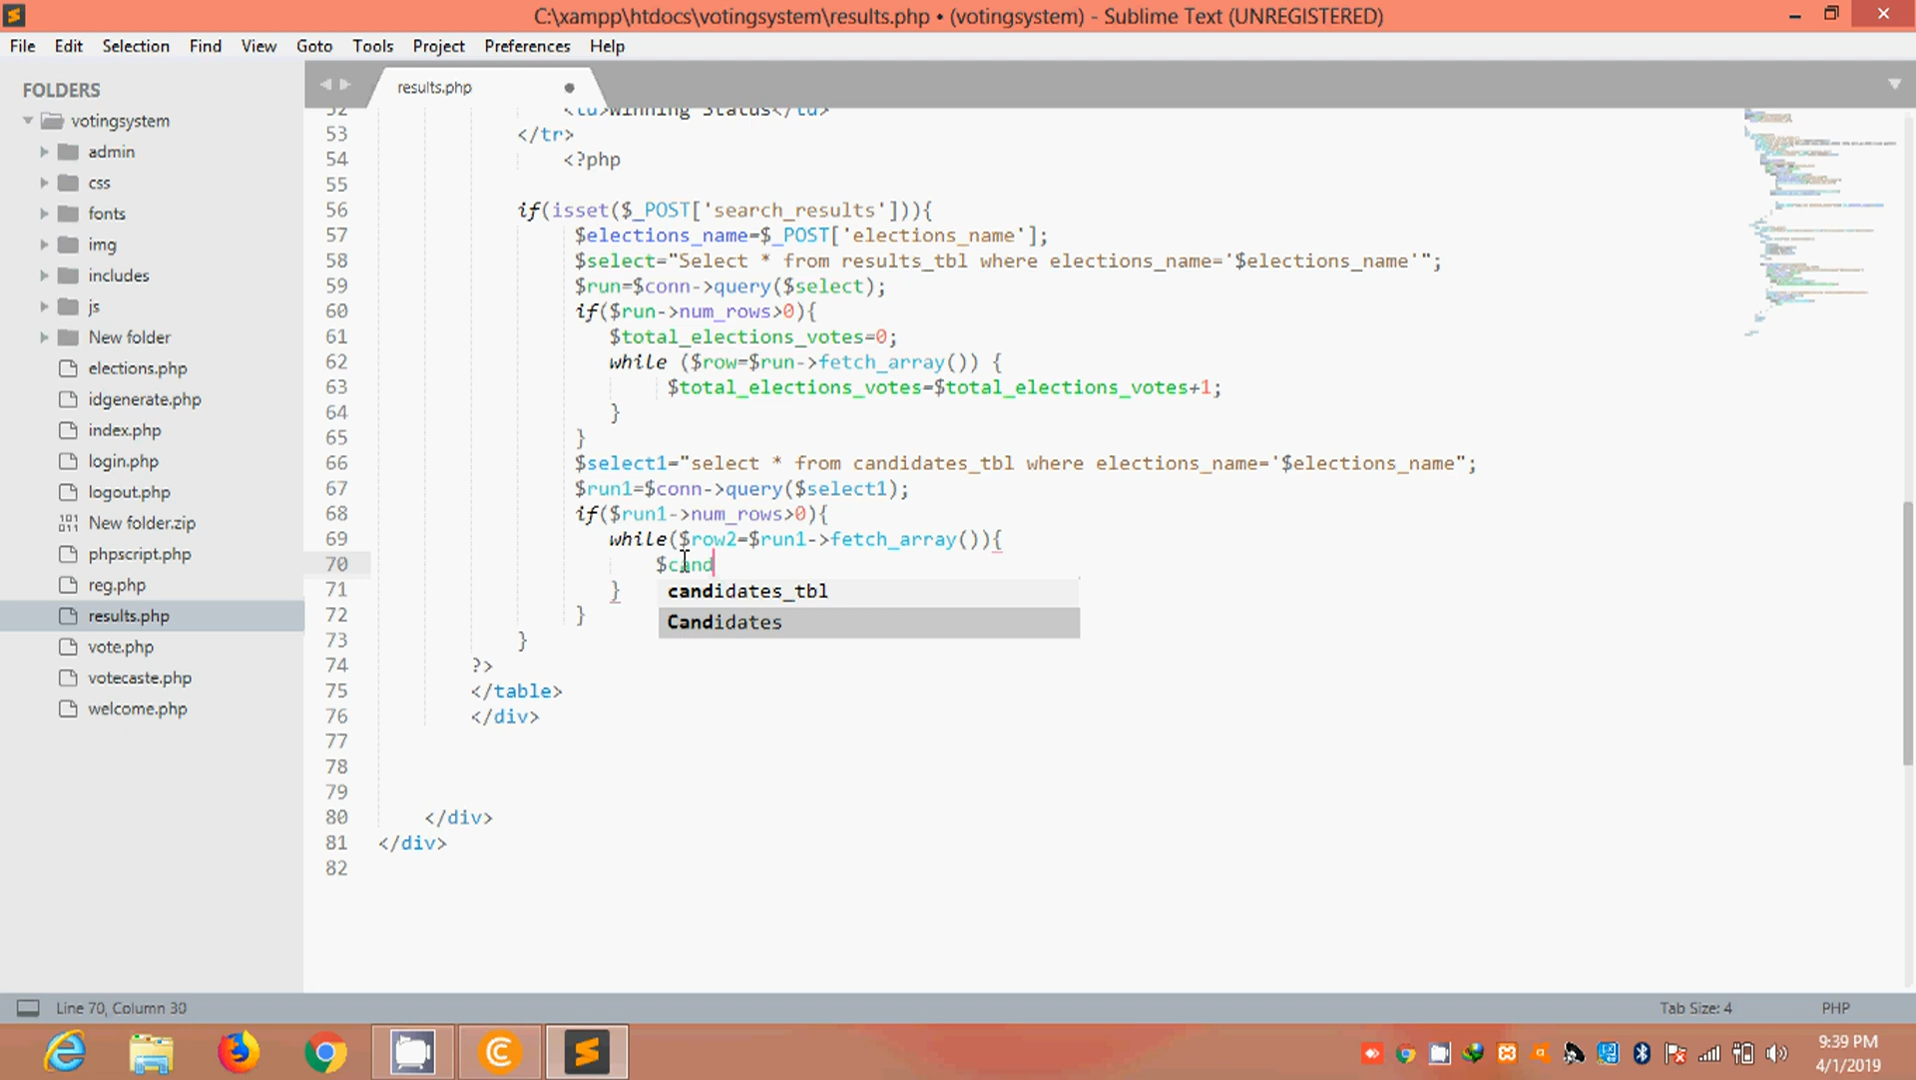 C:\xampp\htdocs\votingsystem\results.php • (votingsystem) - Sublime Text (UNREGISTERED)
File Edit Selection Find View Goto Tools Project Preferences Help
FOLDERS
votingsystem
admin
css
fonts
img
includes
js
New folder
elections.php
idgenerate.php
index.php
login.php
logout.php
New folder.zip
phpscript.php
reg.php
results.php
vote.php
votecaste.php
welcome.php
results.php
52 <td>Winning Status</td>
53 </tr>
54 <?php
55
56 if(isset($_POST['search_results'])){
57 $elections_name=$_POST['elections_name'];
58 $select="Select * from results_tbl where elections_name='$elections_name'";
59 $run=$conn->query($select);
60 if($run->num_rows>0){
61 $total_elections_votes=0;
62 while ($row=$run->fetch_array()) {
63 $total_elections_votes=$total_elections_votes+1;
64 }
65 }
66 $select1="select * from candidates_tbl where elections_name='$elections_name";
67 $run1=$conn->query($select1);
68 if($run1->num_rows>0){
69 while($row2=$run1->fetch_array()){
70 $cand
candidates_tbl
Candidates
71 }
72 }
73 }
74 ?>
75 </table>
76 </div>
77
78
79
80 </div>
81 </div>
82
Line 70, Column 30
Tab Size: 4
PHP
9:39 PM
4/1/2019